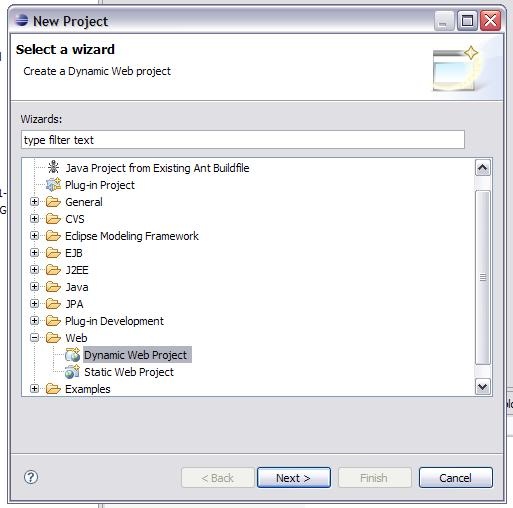 New Project
Select a wizard
Create a Dynamic Web project
Wizards:
type filter text
Java Project from Existing Ant Buildfile
Plug-in Project
General
CVS
Eclipse Modeling Framework
EJB
J2EE
Java
JPA
Plug-in Development
Web
Dynamic Web Project
Static Web Project
Examples
? < Back Next > Finish Cancel